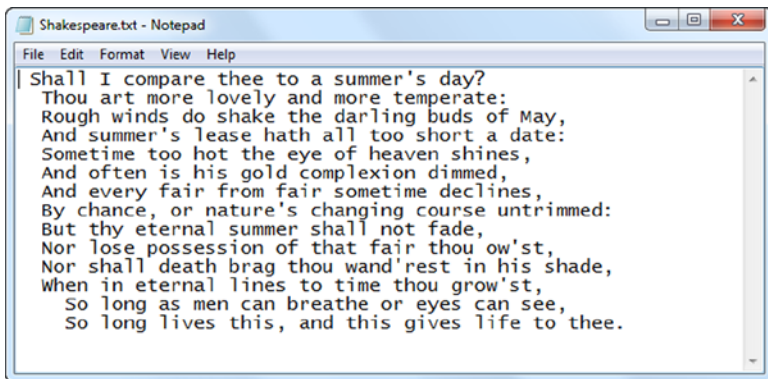 Shakespeare.txt - Notepad
File Edit Format View Help
Shall I compare thee to a summer's day?
Thou art more lovely and more temperate:
Rough winds do shake the darling buds of May,
And summer's lease hath all too short a date:
Sometime too hot the eye of heaven shines,
And often is his gold complexion dimmed,
And every fair from fair sometime declines,
By chance, or nature's changing course untrimmed:
But thy eternal summer shall not fade,
Nor lose possession of that fair thou ow'st,
Nor shall death brag thou wand'rest in his shade,
When in eternal lines to time thou grow'st,
So long as men can breathe or eyes can see,
So long lives this, and this gives life to thee.